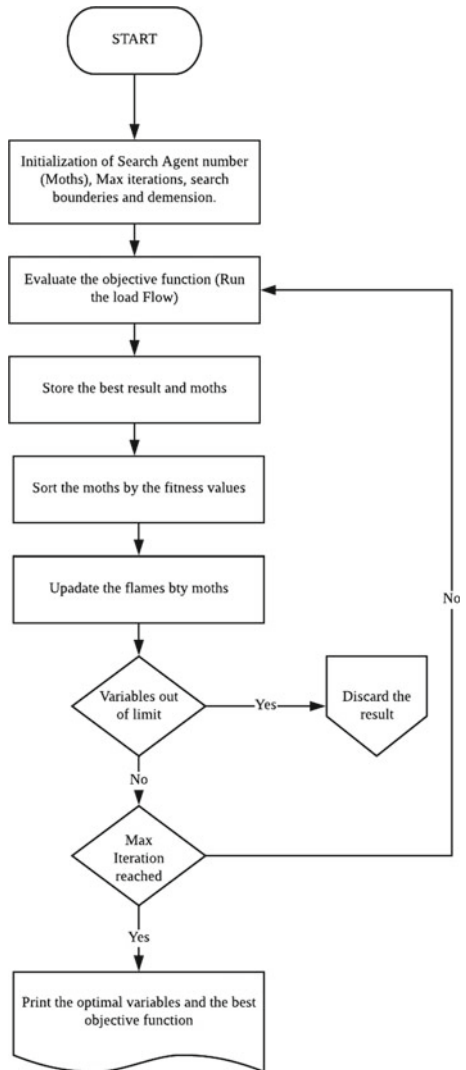 START
Initialization of Search Agent number
(Moths), Max iterations, search
bounderies and demension.
Evaluate the objective function (Run
the load Flow)
Store the best result and moths
Sort the moths by the fitness values
Upadate the flames bty moths
Variables out
of limit
Yes
Discard the
result
No
Max
Iteration
reached
No
Yes
Print the optimal variables and the best
objective function